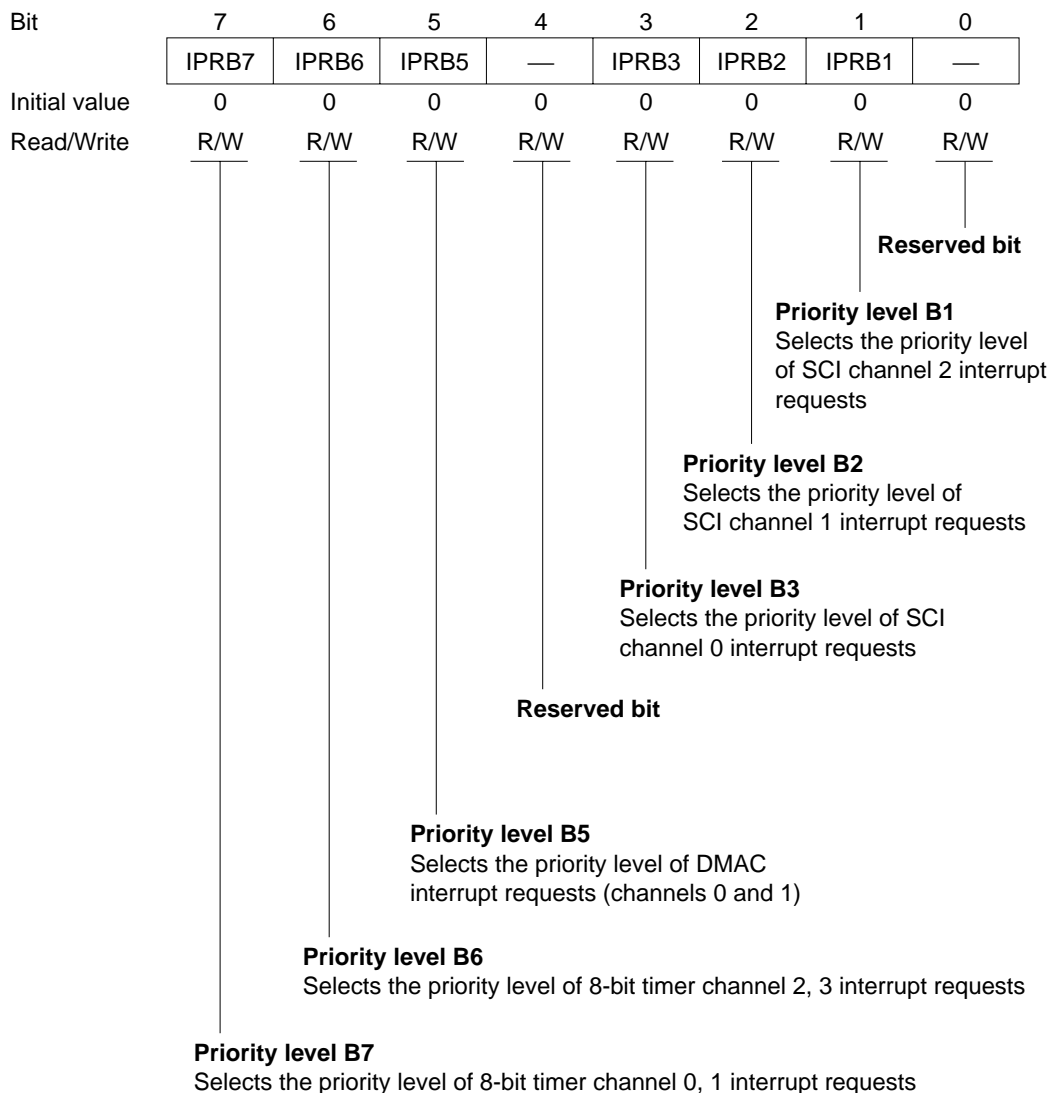 Bit 7 6 5 4 3 2 1 0
IPRB7 IPRB6 IPRB5 — IPRB3 IPRB2 IPRB1 —
Initial value 0 0 0 0 0 0 0 0
Read/Write R/W R/W R/W R/W R/W R/W R/W R/W
Reserved bit
Priority level B1
Selects the priority level
of SCI channel 2 interrupt
requests
Priority level B2
Selects the priority level of
SCI channel 1 interrupt requests
Priority level B3
Selects the priority level of SCI
channel 0 interrupt requests
Reserved bit
Priority level B5
Selects the priority level of DMAC
interrupt requests (channels 0 and 1)
Priority level B6
Selects the priority level of 8-bit timer channel 2, 3 interrupt requests
Priority level B7
Selects the priority level of 8-bit timer channel 0, 1 interrupt requests